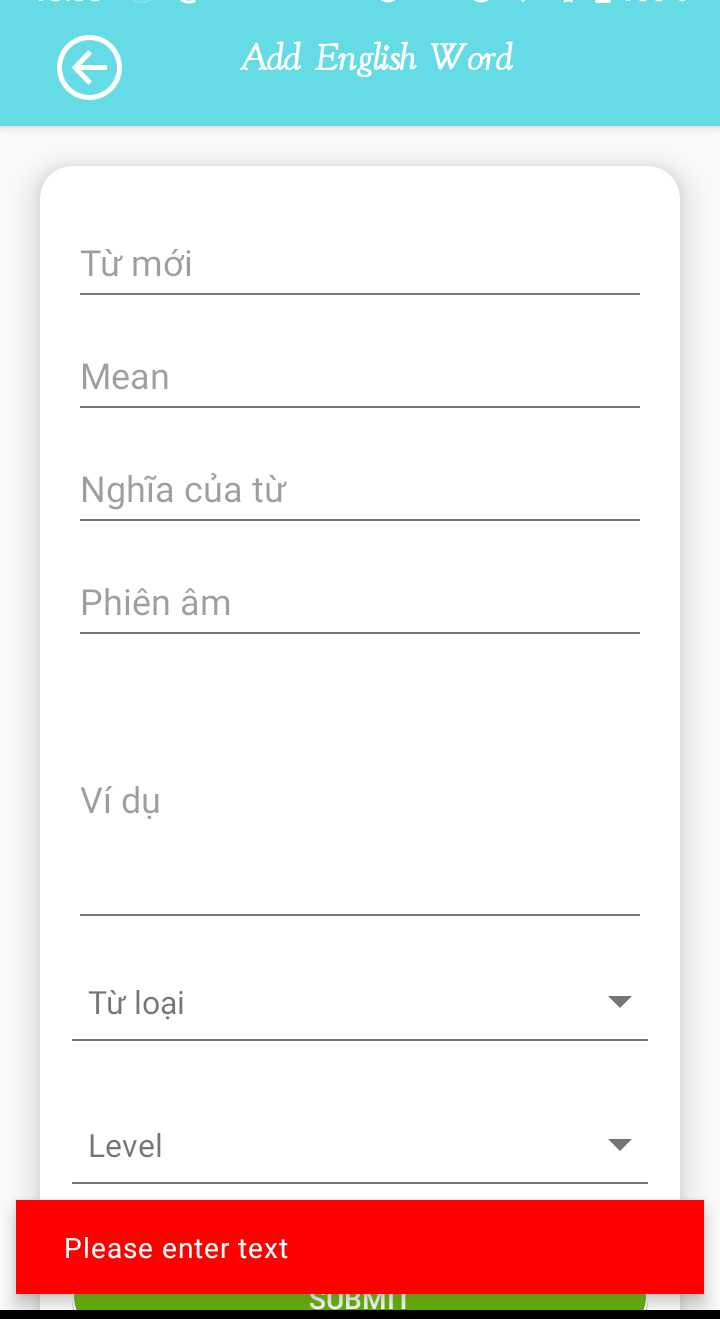 Add English Word
Từ mới
Mean
Nghĩa của từ
Phiên âm
Ví dụ
Từ loại
Level
Please enter text
SUBMIT